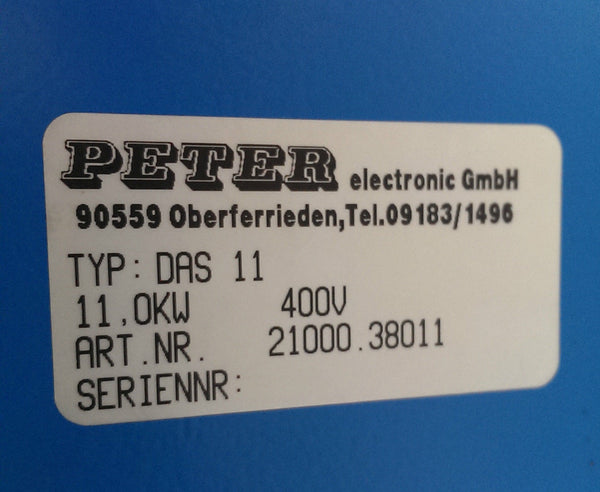 PETER electronic GmbH
90559 Oberferrieden,Tel.09183/1496
TYP: DAS 11
11,0KW 400V
ART.NR. 21000.38011
SERIENNR: